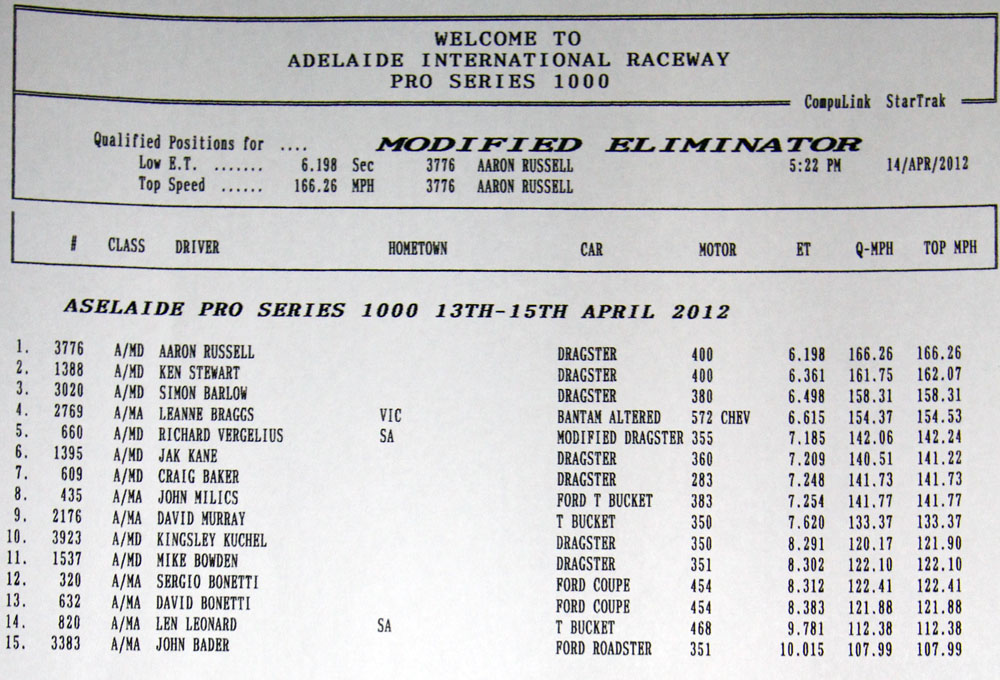 WELCOME TO
ADELAIDE INTERNATIONAL RACEWAY
PRO SERIES 1000
CompuLink StarTrak
Qualified Positions for .... MODIFIED ELIMINATOR
Low E.T. ....... 6.198 Sec 3776 AARON RUSSELL 5:22 PM 14/APR/2012
Top Speed ...... 166.26 MPH 3776 AARON RUSSELL
# CLASS DRIVER HOMETOWN CAR MOTOR ET Q-MPH TOP MPH
ASELAIDE PRO SERIES 1000 13TH-15TH APRIL 2012
1. 3776 A/MD AARON RUSSELL DRAGSTER 400 6.198 166.26 166.26
2. 1388 A/MD KEN STEWART DRAGSTER 400 6.361 161.75 162.07
3. 3020 A/MD SIMON BARLOW DRAGSTER 380 6.498 158.31 158.31
4. 2769 A/MA LEANNE BRAGGS VIC BANTAM ALTERED 572 CHEV 6.615 154.37 154.53
5. 660 A/MD RICHARD VERGELIUS SA MODIFIED DRAGSTER 355 7.185 142.06 142.24
6. 1395 A/MD JAK KANE DRAGSTER 360 7.209 140.51 141.22
7. 609 A/MD CRAIG BAKER DRAGSTER 283 7.248 141.73 141.73
8. 435 A/MA JOHN MILICS FORD T BUCKET 383 7.254 141.77 141.77
9. 2176 A/MA DAVID MURRAY T BUCKET 350 7.620 133.37 133.37
10. 3923 A/MD KINGSLEY KUCHEL DRAGSTER 350 8.291 120.17 121.90
11. 1537 A/MD MIKE BOWDEN DRAGSTER 351 8.302 122.10 122.10
12. 320 A/MA SERGIO BONETTI FORD COUPE 454 8.312 122.41 122.41
13. 632 A/MA DAVID BONETTI FORD COUPE 454 8.383 121.88 121.88
14. 820 A/MA LEN LEONARD SA T BUCKET 468 9.781 112.38 112.38
15. 3383 A/MA JOHN BADER FORD ROADSTER 351 10.015 107.99 107.99